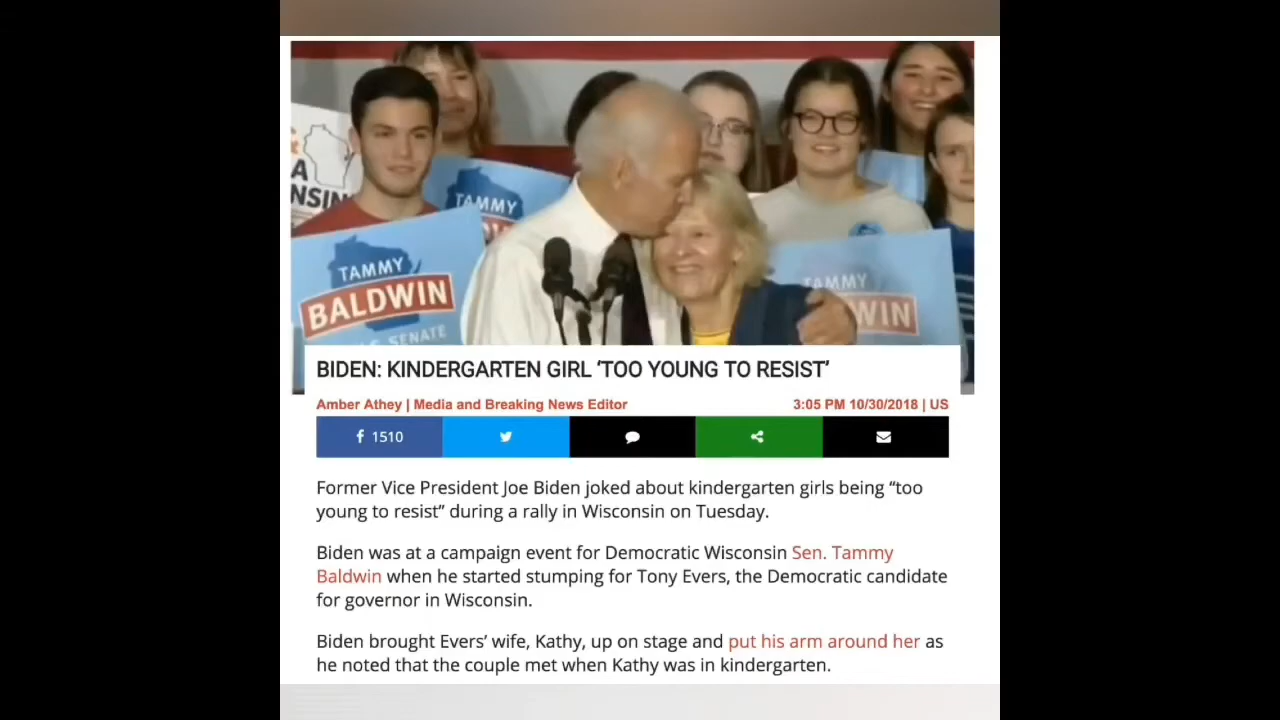 A
NSIN
TAMMY
TAMMY
BALDWIN
U.S. SENATE
TAMMY
WIN
BIDEN: KINDERGARTEN GIRL ‘TOO YOUNG TO RESIST’
Amber Athey | Media and Breaking News Editor 3:05 PM 10/30/2018 | US
1510
Former Vice President Joe Biden joked about kindergarten girls being “too
young to resist” during a rally in Wisconsin on Tuesday.
Biden was at a campaign event for Democratic Wisconsin Sen. Tammy
Baldwin when he started stumping for Tony Evers, the Democratic candidate
for governor in Wisconsin.
Biden brought Evers’ wife, Kathy, up on stage and put his arm around her as
he noted that the couple met when Kathy was in kindergarten.